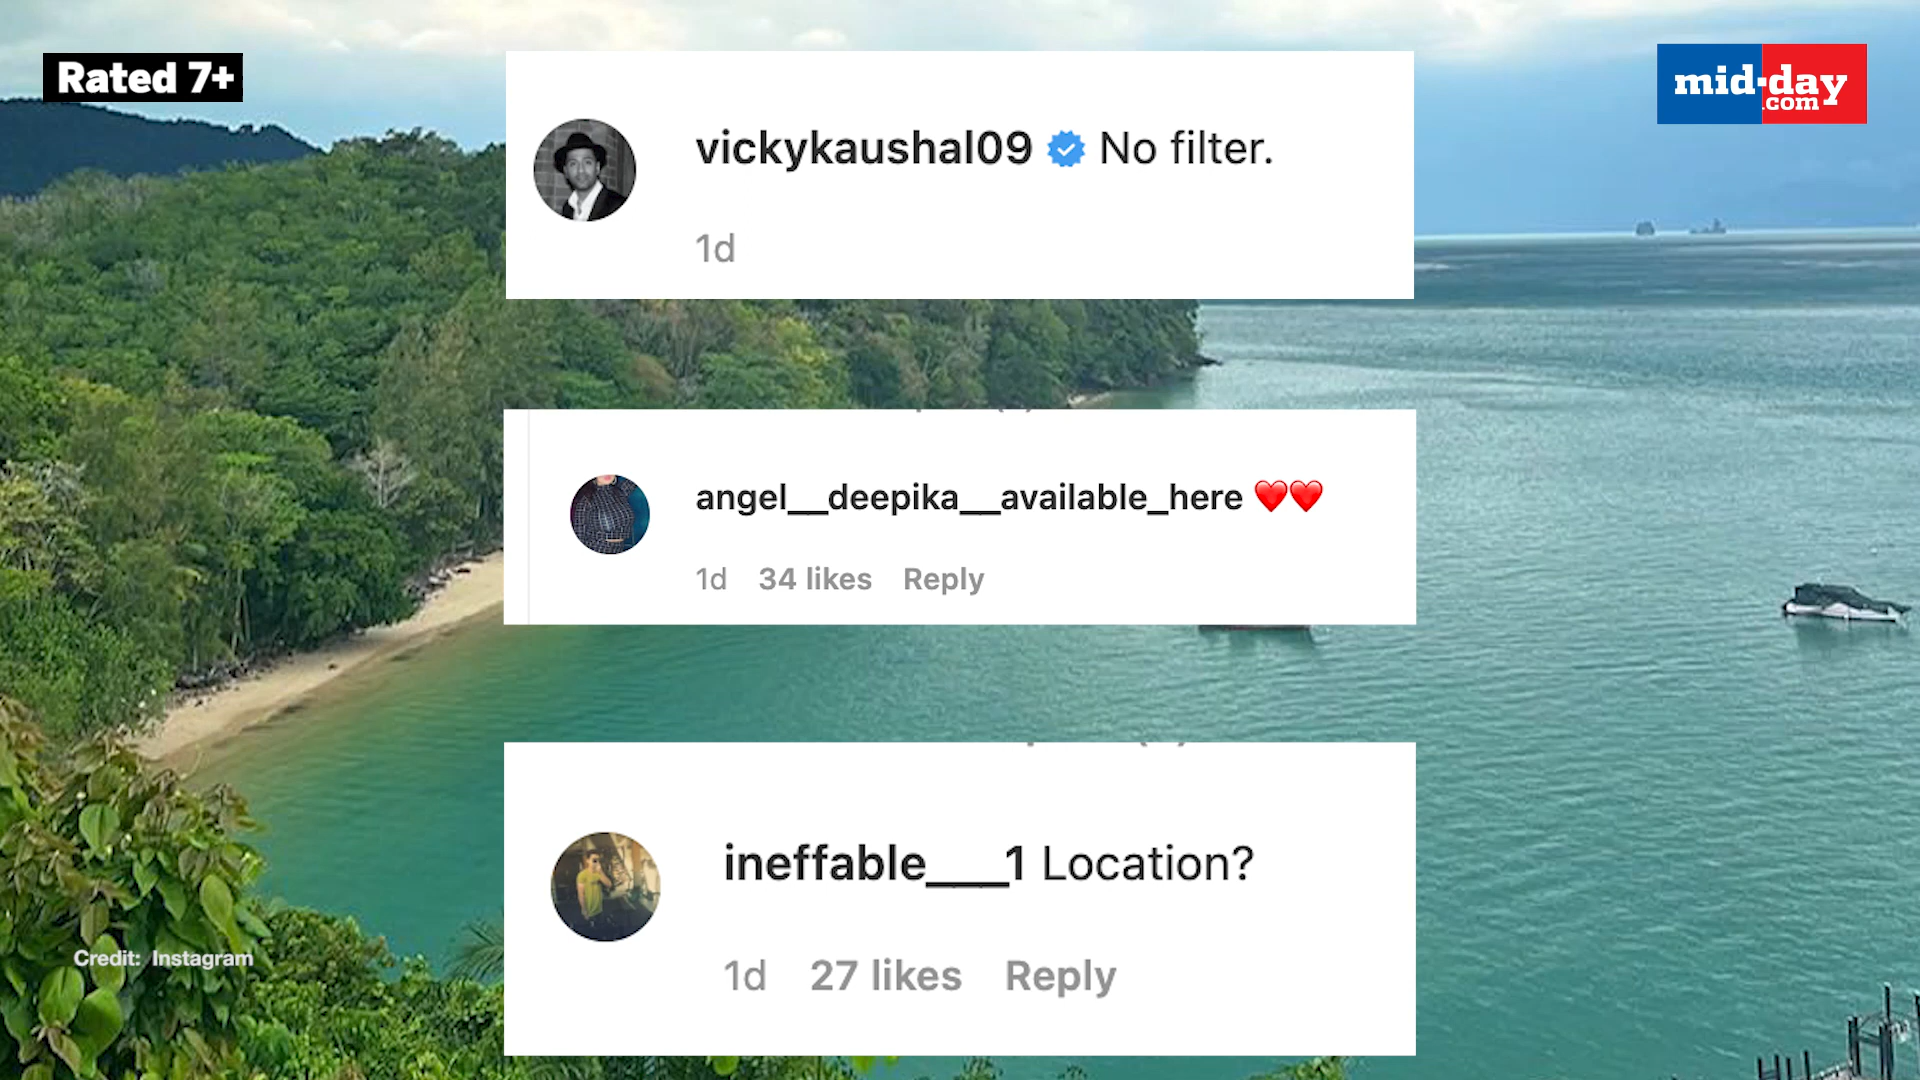 Rated 7+
mid-day
.com
vickykaushal09 No filter.
1d
angel__deepika__available_here ❤️❤️
1d 34 likes Reply
ineffable___1 Location?
1d 27 likes Reply
Credit: Instagram